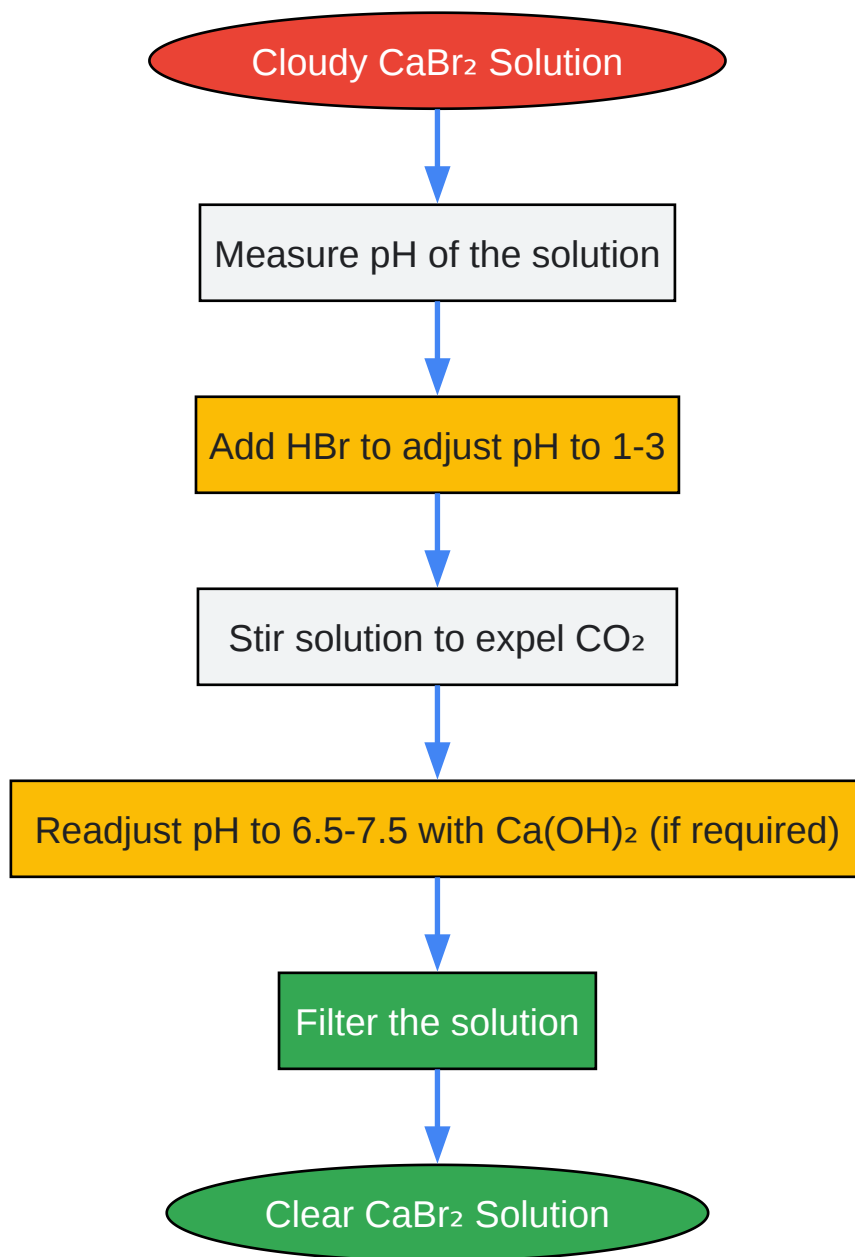 Cloudy CaBr₂ Solution
Measure pH of the solution
Add HBr to adjust pH to 1-3
Stir solution to expel CO₂
Readjust pH to 6.5-7.5 with Ca(OH)₂ (if required)
Filter the solution
Clear CaBr₂ Solution